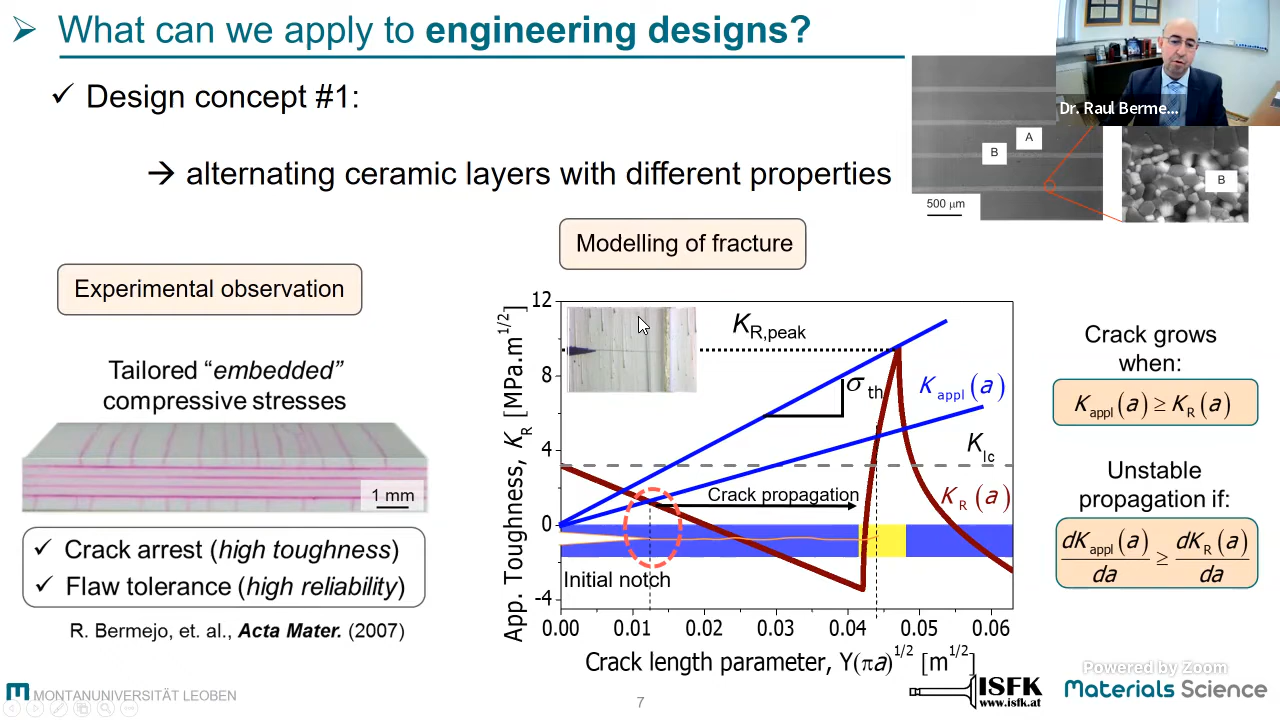 What can we apply to engineering designs?
✓ Design concept #1:
→ alternating ceramic layers with different properties
Dr. Raul Berme...
A
B
B
500 μm
Experimental observation
Modelling of fracture
Tailored “embedded”
compressive stresses
1 mm
✓ Crack arrest (high toughness)
✓ Flaw tolerance (high reliability)
R. Bermejo, et. al., Acta Mater. (2007)
App. Toughness, K_R [MPa.m^1/2]
12
8
4
0
-4
K_R,peak
σ_th
K_appl (a)
K_Ic
K_R (a)
Crack propagation
Initial notch
0.00 0.01 0.02 0.03 0.04 0.05 0.06
Crack length parameter, Y(πa)^1/2 [m^1/2]
Crack grows
when:
K_appl (a) ≥ K_R (a)
Unstable
propagation if:
dK_appl (a)/da ≥ dK_R (a)/da
MONTANUNIVERSITÄT LEOBEN
7
ISFK
www.isfk.at
Powered by Zoom
Materials Science